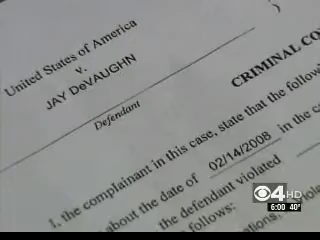 )
United States of America
v.
JAY DeVAUGHN
Defendant
CRIMINAL CO
I, the complainant in this case, state that the following
about the date of 02/14/2008 in the c
the defendant violated
follows:
4 HD
6:00 40°